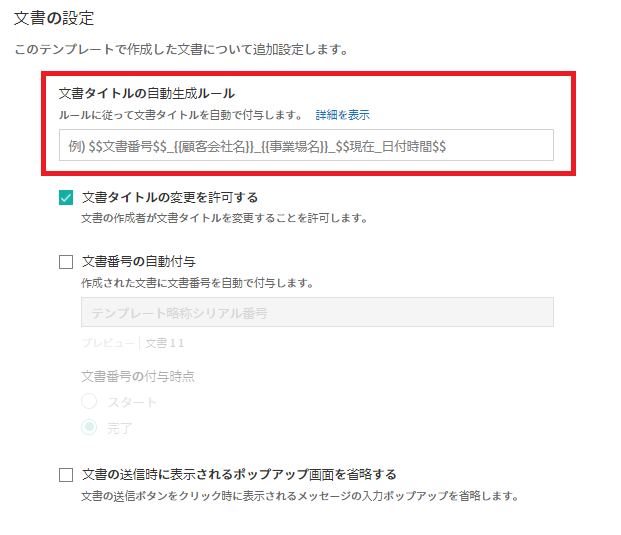 文書の設定
このテンプレートで作成した文書について追加設定します。
文書タイトルの自動生成ルール
ルールに従って文書タイトルを自動で付与します。 詳細を表示
例) $$文書番号$$_{{顧客会社名}}_{{事業場名}}_$$現在_日付時間$$
文書タイトルの変更を許可する
文書の作成者が文書タイトルを変更することを許可します。
文書番号の自動付与
作成された文書に文書番号を自動で付与します。
テンプレート略称シリアル番号
プレビュー | 文書 1 1
文書番号の付与時点
スタート
完了
文書の送信時に表示されるポップアップ画面を省略する
文書の送信ボタンをクリック時に表示されるメッセージの入力ポップアップを省略します。